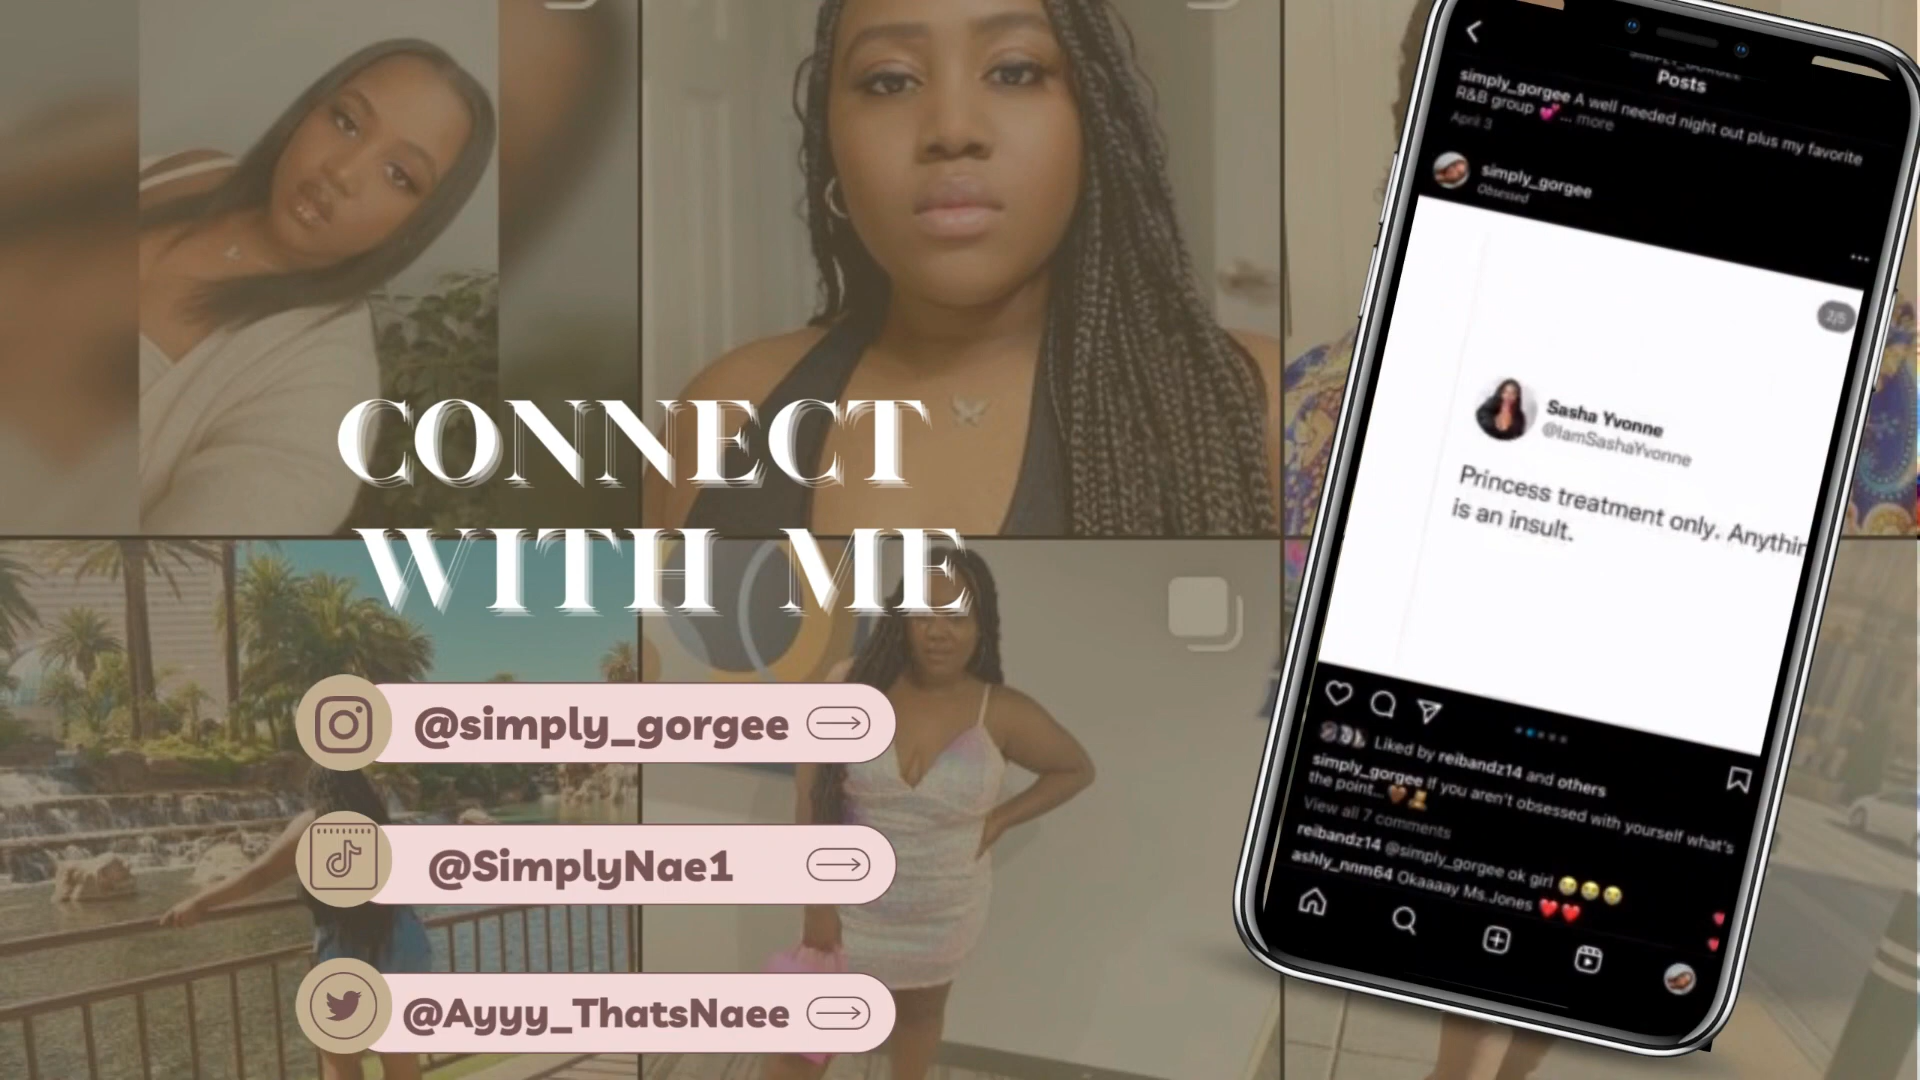 CONNECT
WITH ME
@simply_gorgee
@SimplyNae1
@Ayyy_ThatsNaee
Posts
simply_gorgee A well needed night out plus my favorite
R&B group 💕... more
April 3
simply_gorgee
Obsessed
2/5
Sasha Yvonne
@IamSashaYvonne
Princess treatment only. Anythin
is an insult.
Liked by reibandz14 and others
simply_gorgee If you aren't obsessed with yourself what's
the point... 🤎🧸
View all 7 comments
reibandz14 @simply_gorgee ok girl 😭😭😭
ashly_nnm64 Okaaaay Ms.Jones ❤️❤️